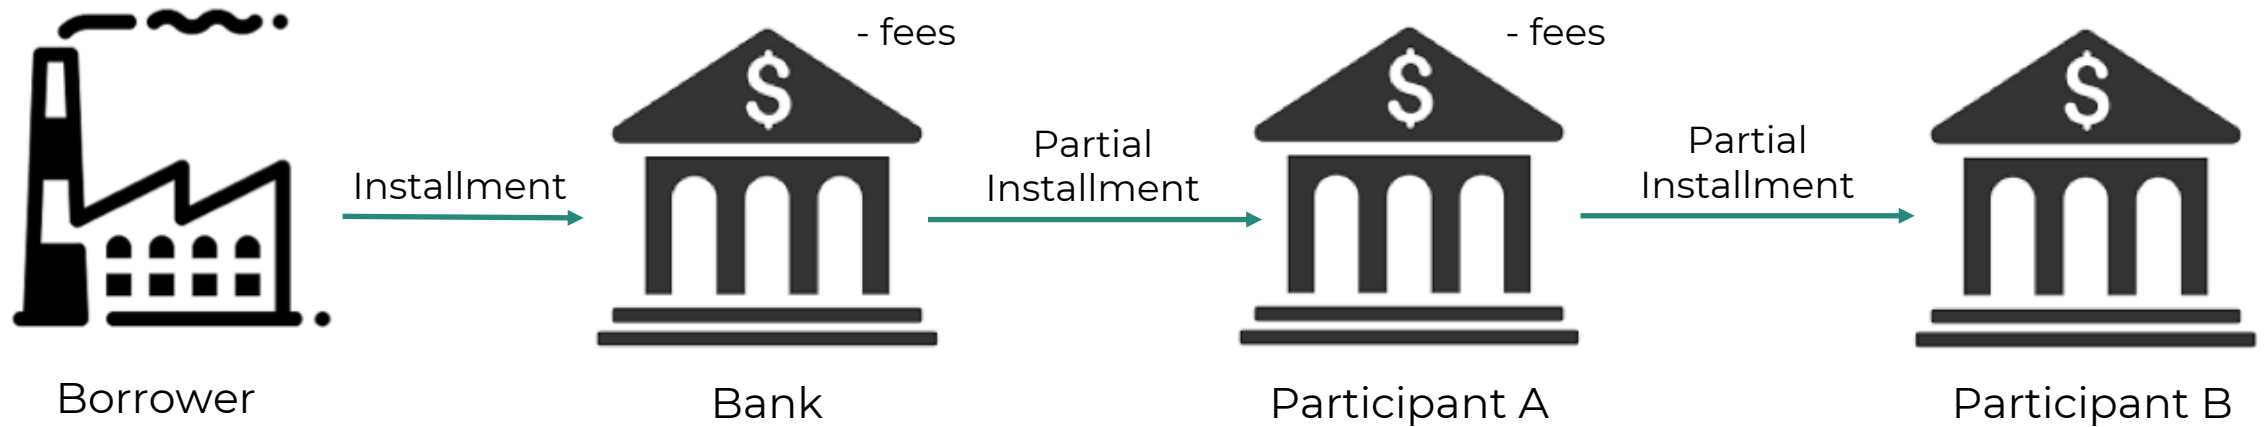 - fees
- fees
$
$
$
Installment
Partial
Installment
Partial
Installment
Borrower
Bank
Participant A
Participant B